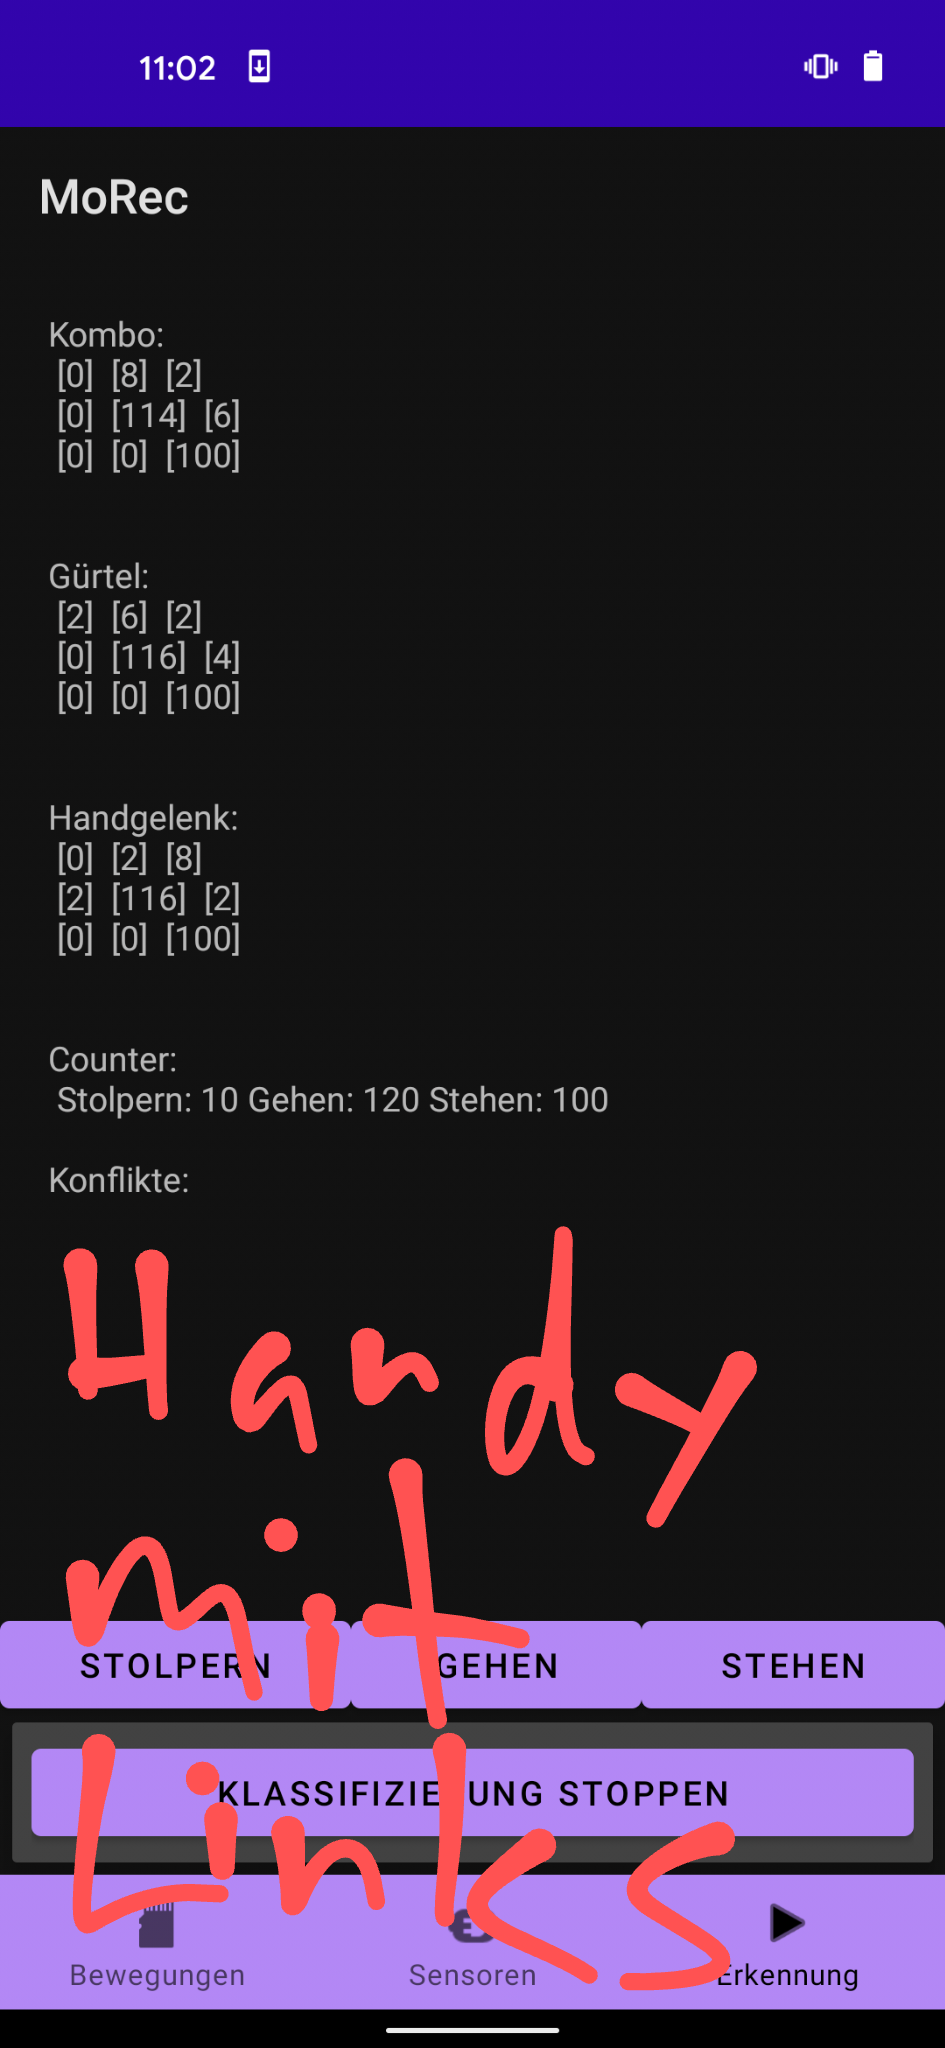 11:02
MoRec
Kombo:
[0] [8] [2]
[0] [114] [6]
[0] [0] [100]
Gürtel:
[2] [6] [2]
[0] [116] [4]
[0] [0] [100]
Handgelenk:
[0] [2] [8]
[2] [116] [2]
[0] [0] [100]
Counter:
Stolpern: 10 Gehen: 120 Stehen: 100
Konflikte:
Handy
mit
STOLPERN GEHEN STEHEN
Links
KLASSIFIZIERUNG STOPPEN
Bewegungen Sensoren Erkennung